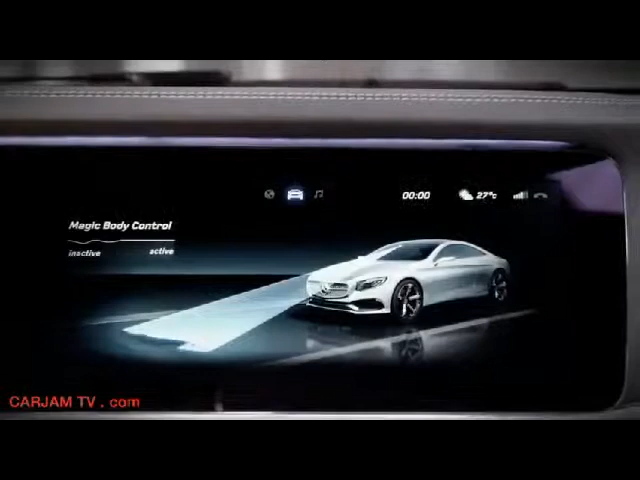 00:00 27°c
Magic Body Control
inactive active
CARJAM TV . com